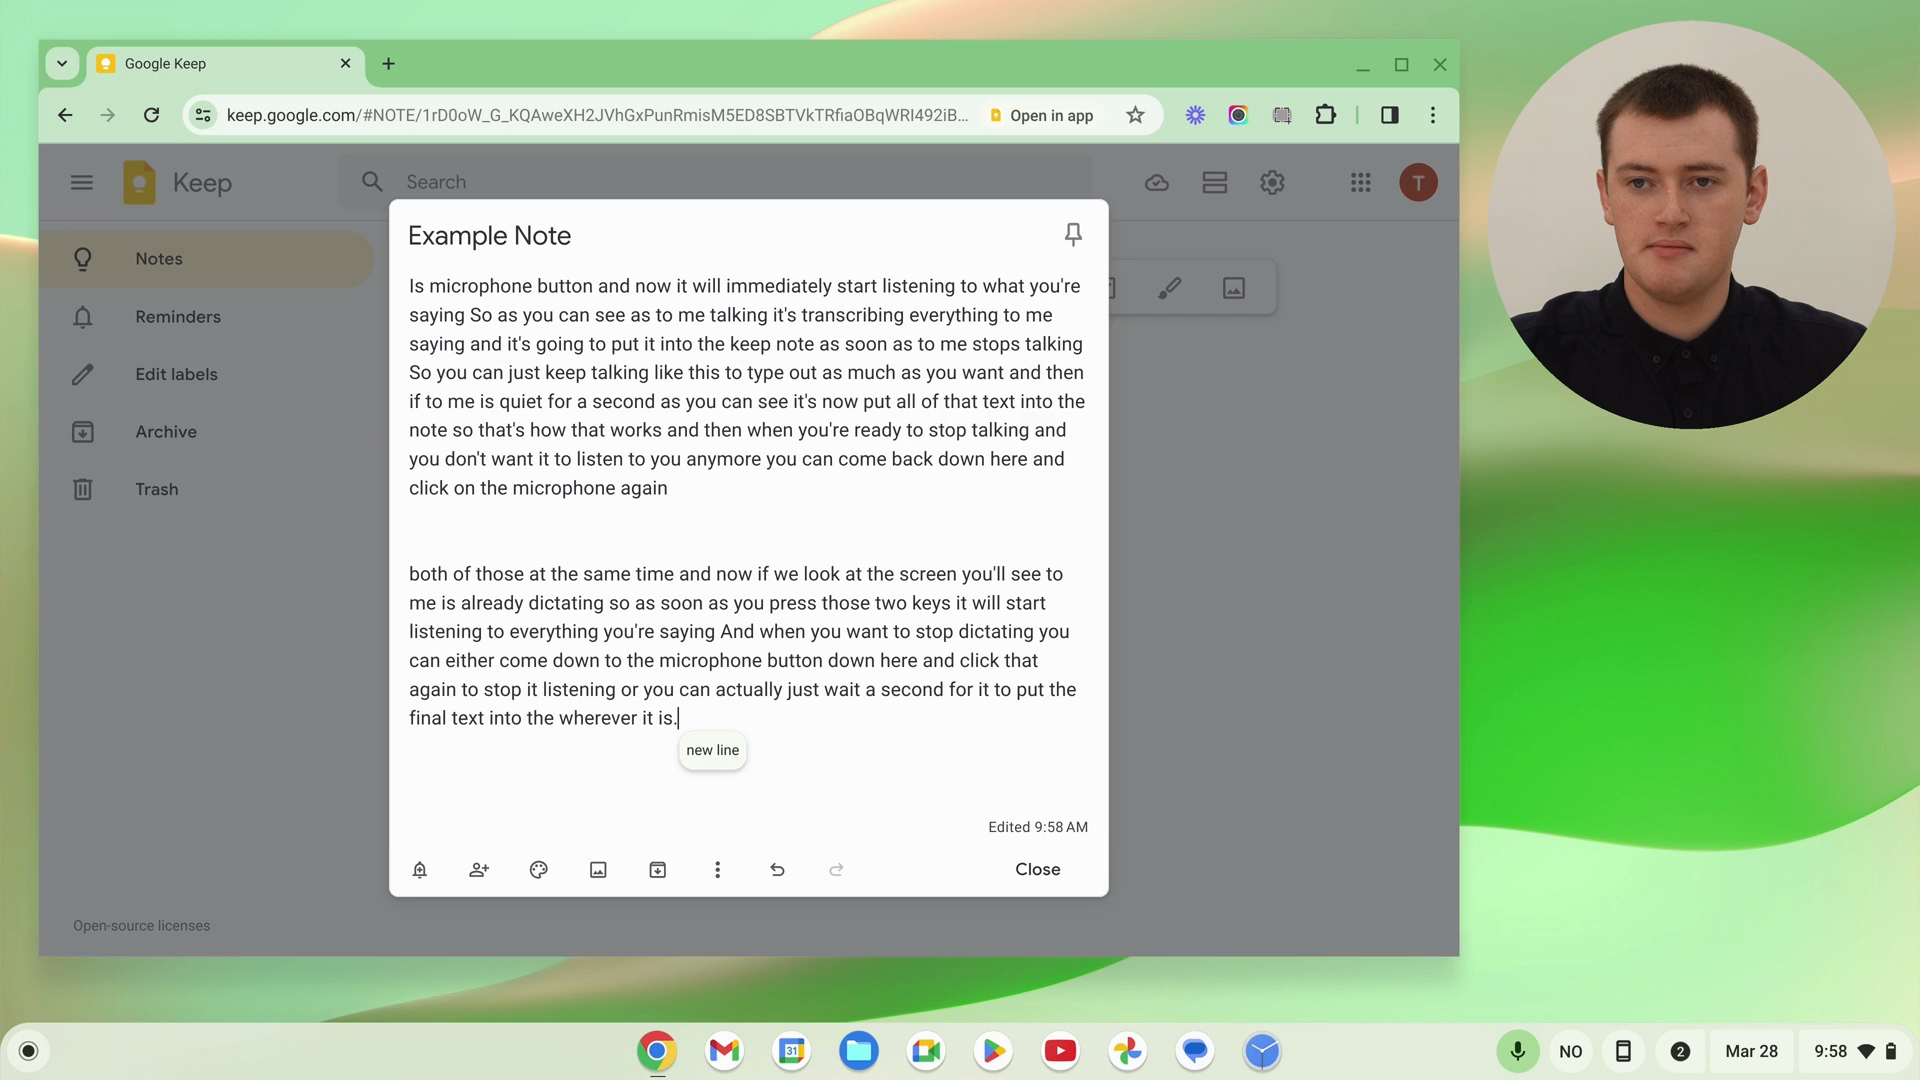 Google Keep
keep.google.com/#NOTE/1rD0oW_G_KQAweXH2JVhGxPunRmisM5ED8SBTVkTRfiaOBqWRI492iB...
Open in app
Keep
Search
T
Notes
Reminders
Edit labels
Archive
Trash
Open-source licenses
Example Note
Is microphone button and now it will immediately start listening to what you're
saying So as you can see as to me talking it's transcribing everything to me
saying and it's going to put it into the keep note as soon as to me stops talking
So you can just keep talking like this to type out as much as you want and then
if to me is quiet for a second as you can see it's now put all of that text into the
note so that's how that works and then when you're ready to stop talking and
you don't want it to listen to you anymore you can come back down here and
click on the microphone again
both of those at the same time and now if we look at the screen you'll see to
me is already dictating so as soon as you press those two keys it will start
listening to everything you're saying And when you want to stop dictating you
can either come down to the microphone button down here and click that
again to stop it listening or you can actually just wait a second for it to put the
final text into the wherever it is.
new line
Edited 9:58 AM
Close
31
NO
2
Mar 28
9:58